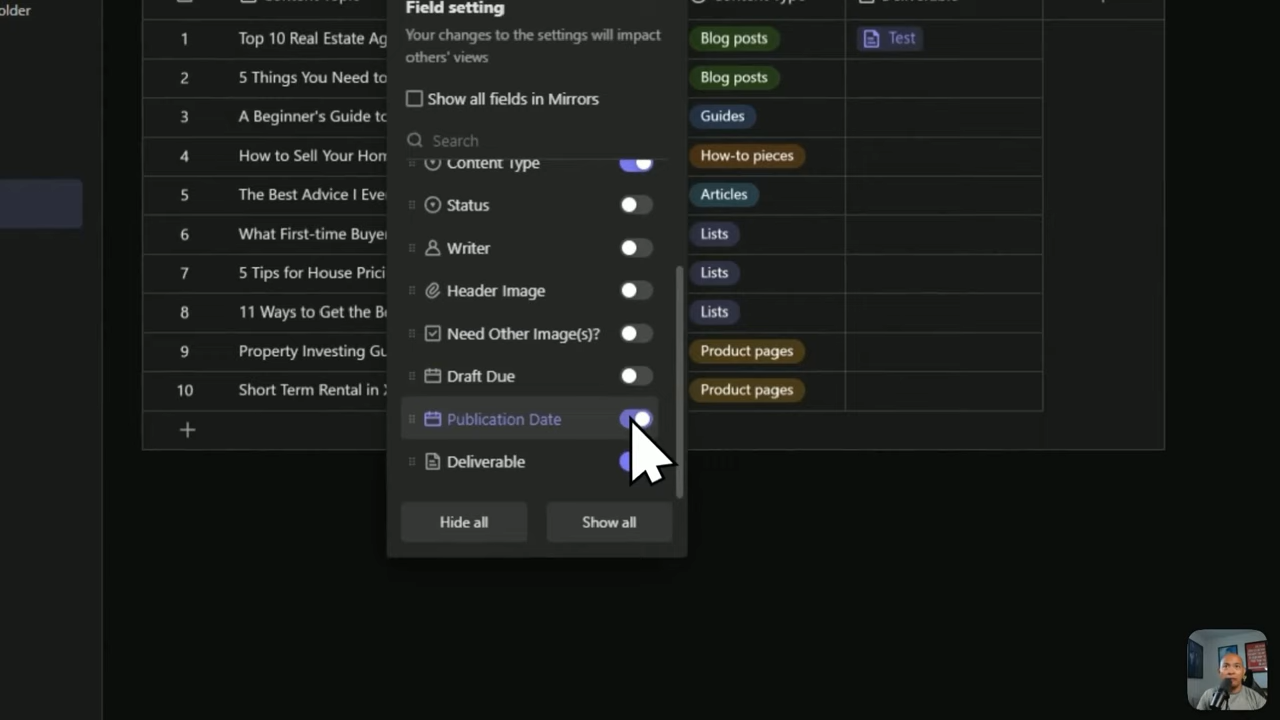 older
Field setting
Your changes to the settings will impact
others' views
Show all fields in Mirrors
Search
Content Type
Status
Writer
Header Image
Need Other Image(s)?
Draft Due
Publication Date
Deliverable
Hide all
Show all
1 Top 10 Real Estate Ag Blog posts Test
2 5 Things You Need to Blog posts
3 A Beginner's Guide to Guides
4 How to Sell Your Hom How-to pieces
5 The Best Advice I Eve Articles
6 What First-time Buye Lists
7 5 Tips for House Prici Lists
8 11 Ways to Get the Be Lists
9 Property Investing Gu Product pages
10 Short Term Rental in Product pages